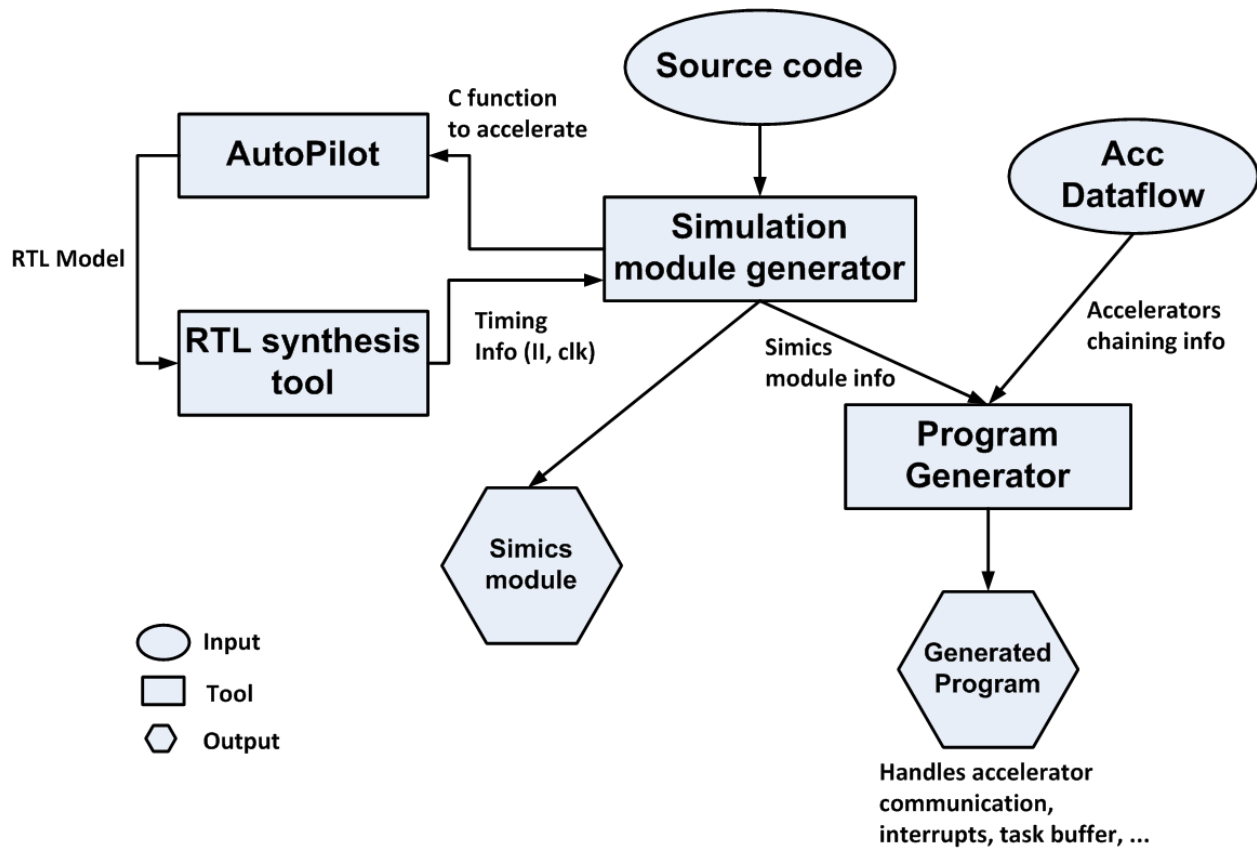 Source code
C function
to accelerate
AutoPilot
Acc
Dataflow
Simulation
module generator
RTL Model
RTL synthesis
tool
Timing
Info (II, clk)
Simics
module info
Accelerators
chaining info
Program
Generator
Simics
module
Generated
Program
Input
Tool
Output
Handles accelerator
communication,
interrupts, task buffer, ...